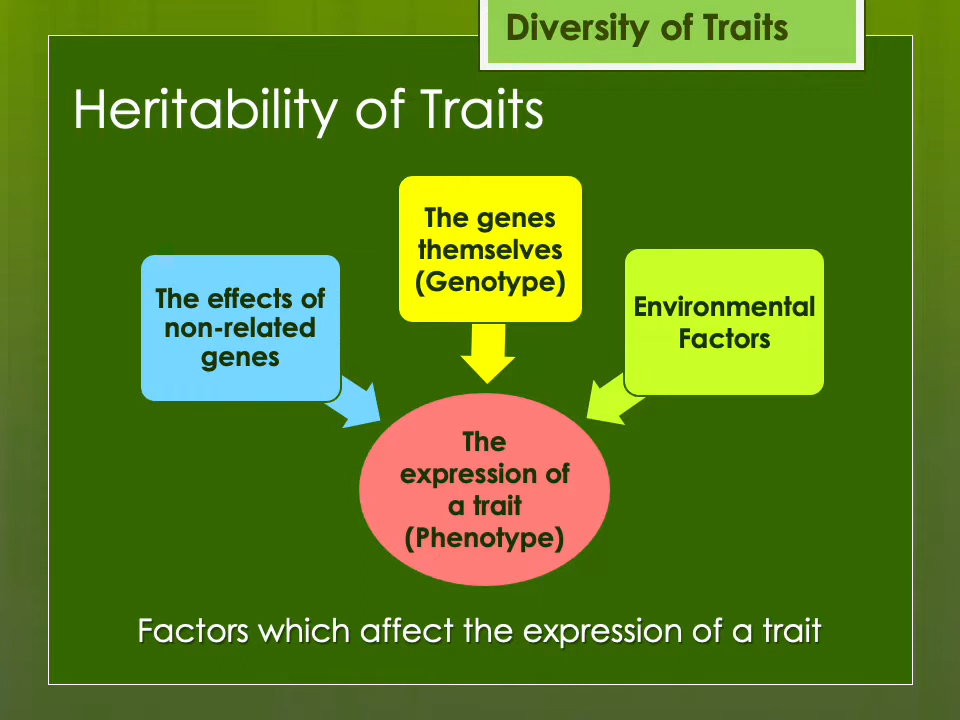 Diversity of Traits
Heritability of Traits
The genes
themselves
(Genotype)
The effects of
non-related
genes
Environmental
Factors
The
expression of
a trait
(Phenotype)
Factors which affect the expression of a trait